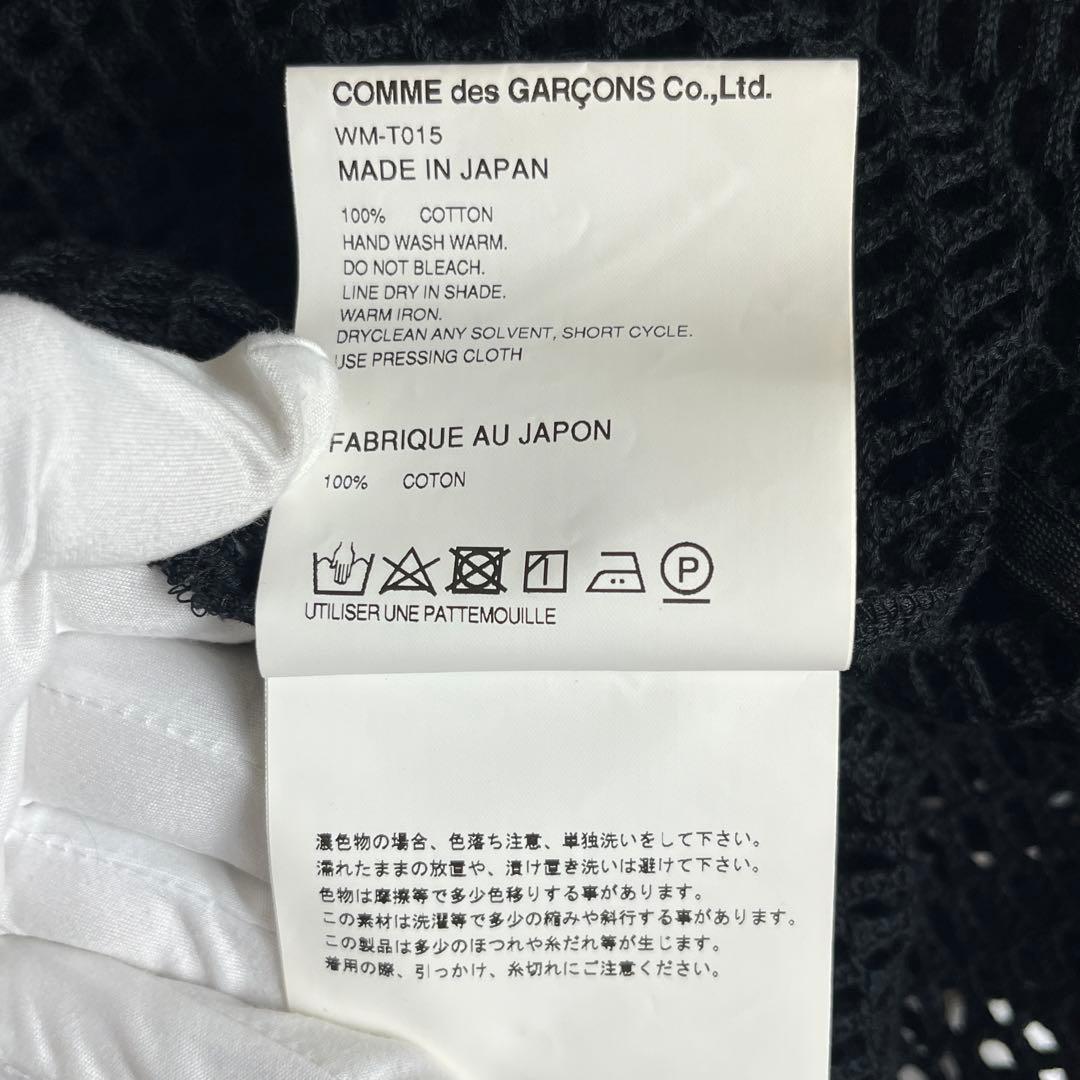 COMME des GARÇONS Co.,Ltd.
WM-T015
MADE IN JAPAN
100% COTTON
HAND WASH WARM.
DO NOT BLEACH.
LINE DRY IN SHADE.
WARM IRON.
DRYCLEAN ANY SOLVENT, SHORT CYCLE.
USE PRESSING CLOTH
FABRIQUE AU JAPON
100% COTON
P
UTILISER UNE PATTEMOUILLE
濃色物の場合、色落ち注意、単独洗いをして下さい。
濡れたままの放置や、漬け置き洗いは避けて下さい。
色物は摩擦等で多少色移りする事があります。
この素材は洗濯等で多少の縮みや斜行する事があります。
この製品は多少のほつれや糸だれ等が生じます。
着用の際、引っかけ、糸切れにご注意ください。